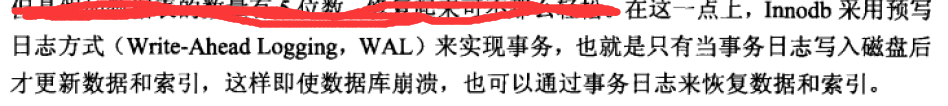 在这一点上，Innodb 采用预写
日志方式（Write-Ahead Logging，WAL）来实现事务，也就是只有当事务日志写入磁盘后
才更新数据和索引，这样即使数据库崩溃，也可以通过事务日志来恢复数据和索引。